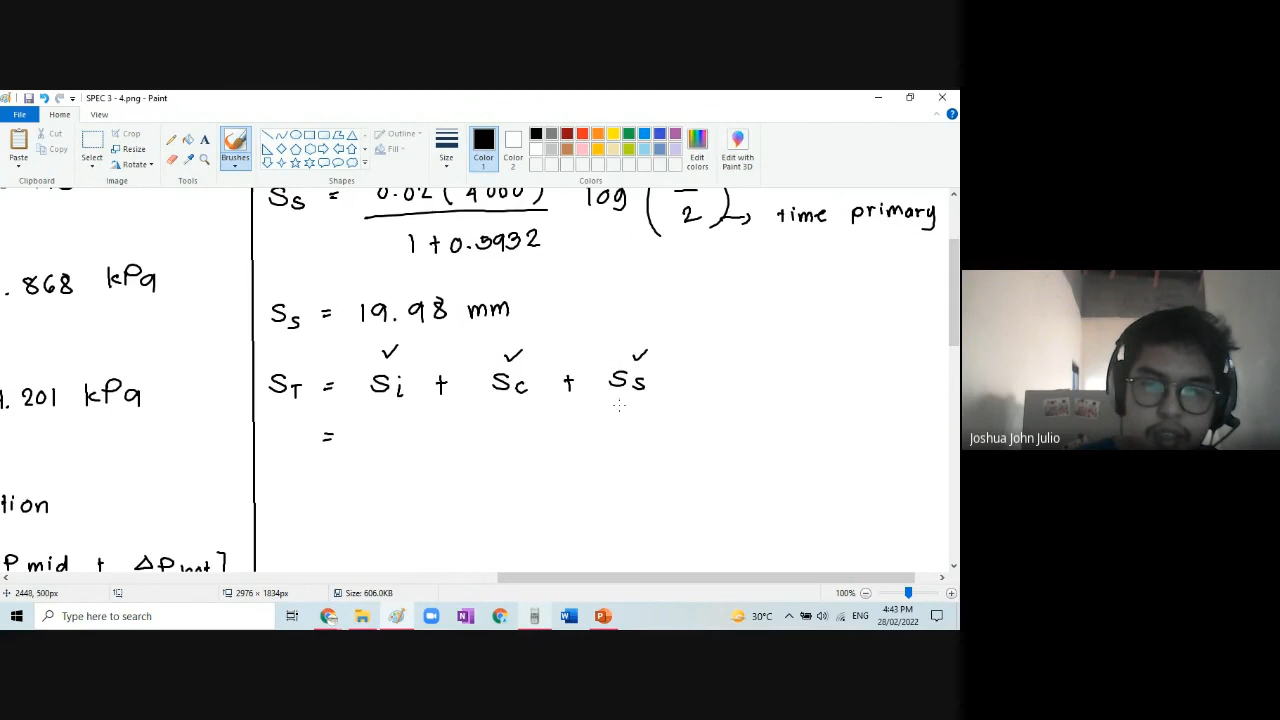 SPEC 3 - 4.png - Paint
File Home View
Paste Cut Copy Select Crop Resize Rotate Brushes Outline Fill Size Color 1 Color 2 Edit colors Edit with Paint 3D
Clipboard Image Tools Shapes Colors
Ss = 0.02 ( 4000 ) log ( 2 ) time primary
1 + 0.3932
. 868 kPa
Ss = 19.98 mm
ST = Si + Sc + Ss
. 201 kPa
=
tion
P mid + ΔP bot ]
2448, 500px 2976 × 1834px Size: 606.0KB 100%
Type here to search 30°C ENG 4:43 PM 28/02/2022
Joshua John Julio